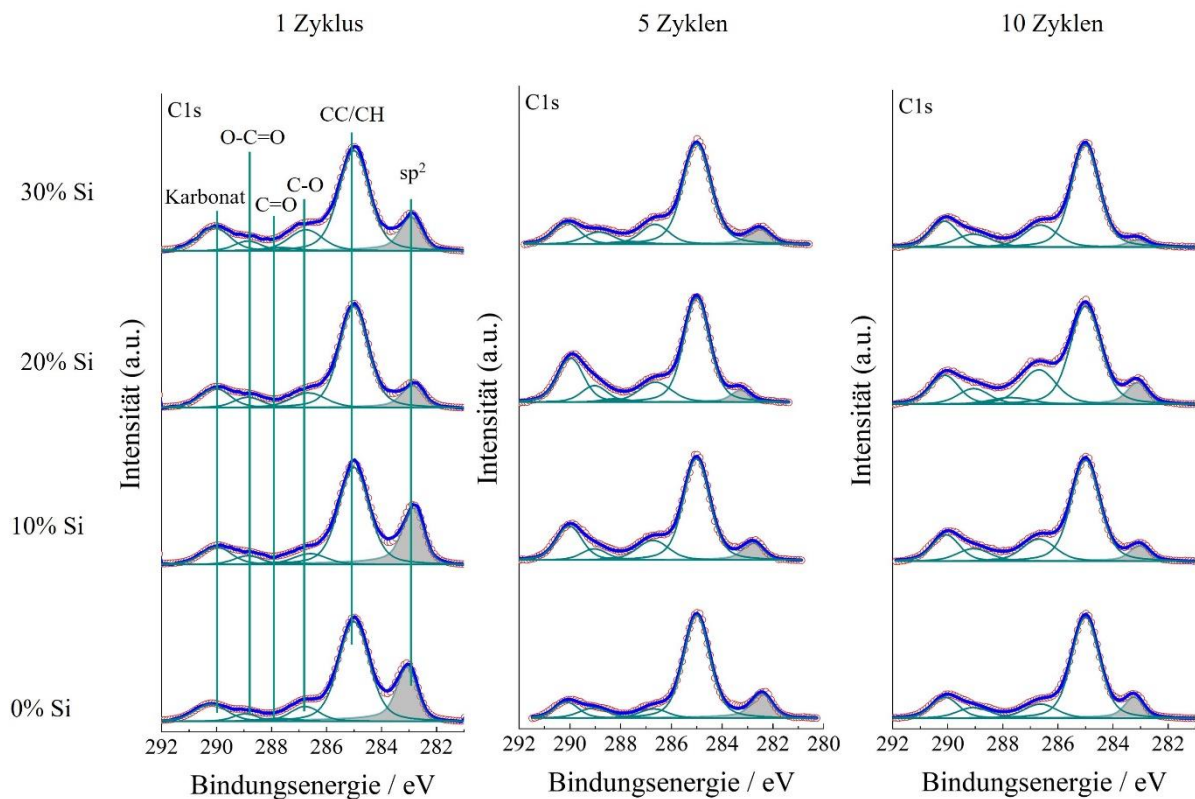 1 Zyklus
5 Zyklen
10 Zyklen
C1s
CC/CH
O-C=O
sp²
C-O
Karbonat
C=O
C1s
C1s
30% Si
20% Si
10% Si
0% Si
Intensität (a.u.)
Intensität (a.u.)
Intensität (a.u.)
292 290 288 286 284 282
292 290 288 286 284 282 280
292 290 288 286 284 282
Bindungsenergie / eV
Bindungsenergie / eV
Bindungsenergie / eV